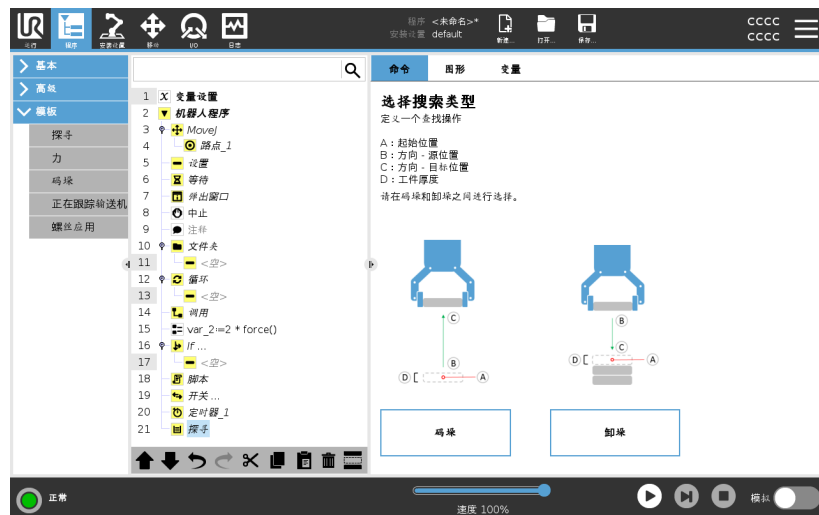 UR
运行
程序
安装设置
移动
I/O
日志
程序 <未命名>*
安装设置 default
新建...
打开...
保存...
CCCC
CCCC
基本
高级
模板
探寻
力
码垛
正在跟踪输送机
螺丝应用
1 X 变量设置
2 机器人程序
3 MoveJ
4 路点_1
5 设置
6 等待
7 弹出窗口
8 中止
9 注释
10 文件夹
11 <空>
12 循环
13 <空>
14 调用
15 var_2:=2 * force()
16 If ...
17 <空>
18 脚本
19 开关 ...
20 定时器_1
21 探寻
命令 图形 变量
选择搜索类型
定义一个查找操作
A：起始位置
B：方向 - 源位置
C：方向 - 目标位置
D：工件厚度
请在码垛和卸垛之间进行选择。
C
B
D A
B
C
D A
码垛
卸垛
正常
速度 100%
模拟